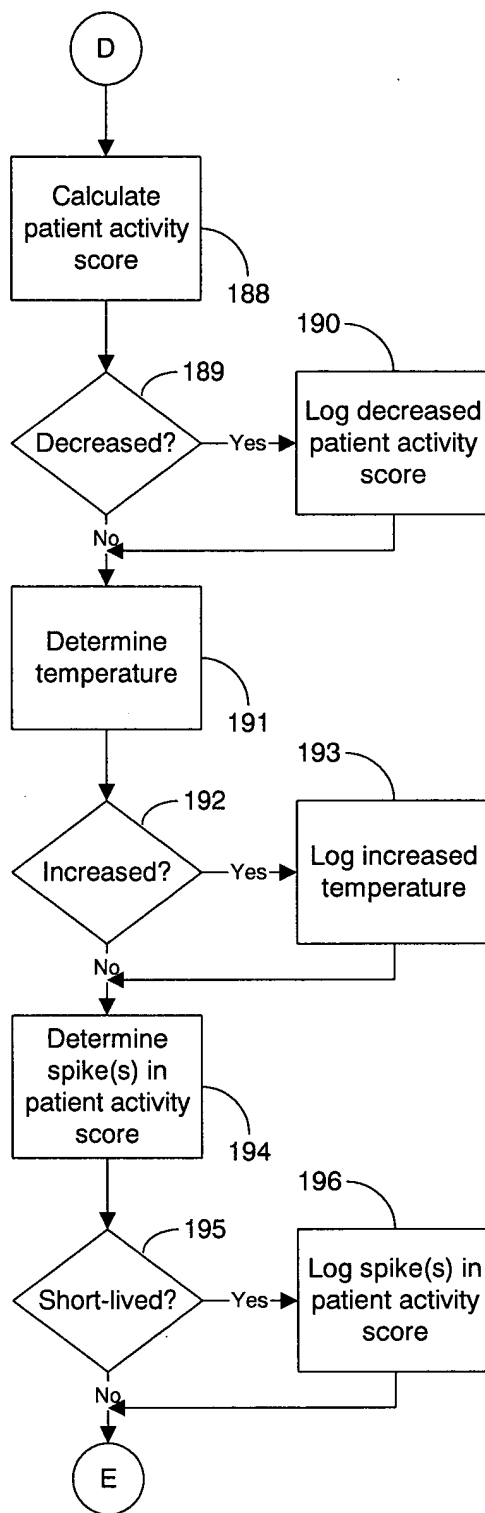 D
Calculate
patient activity
score
188
189
190
Decreased?
Yes
Log decreased
patient activity
score
No
Determine
temperature
191
192
193
Increased?
Yes
Log increased
temperature
No
Determine
spike(s) in
patient activity
score
194
195
196
Short-lived?
Yes
Log spike(s) in
patient activity
score
No
E